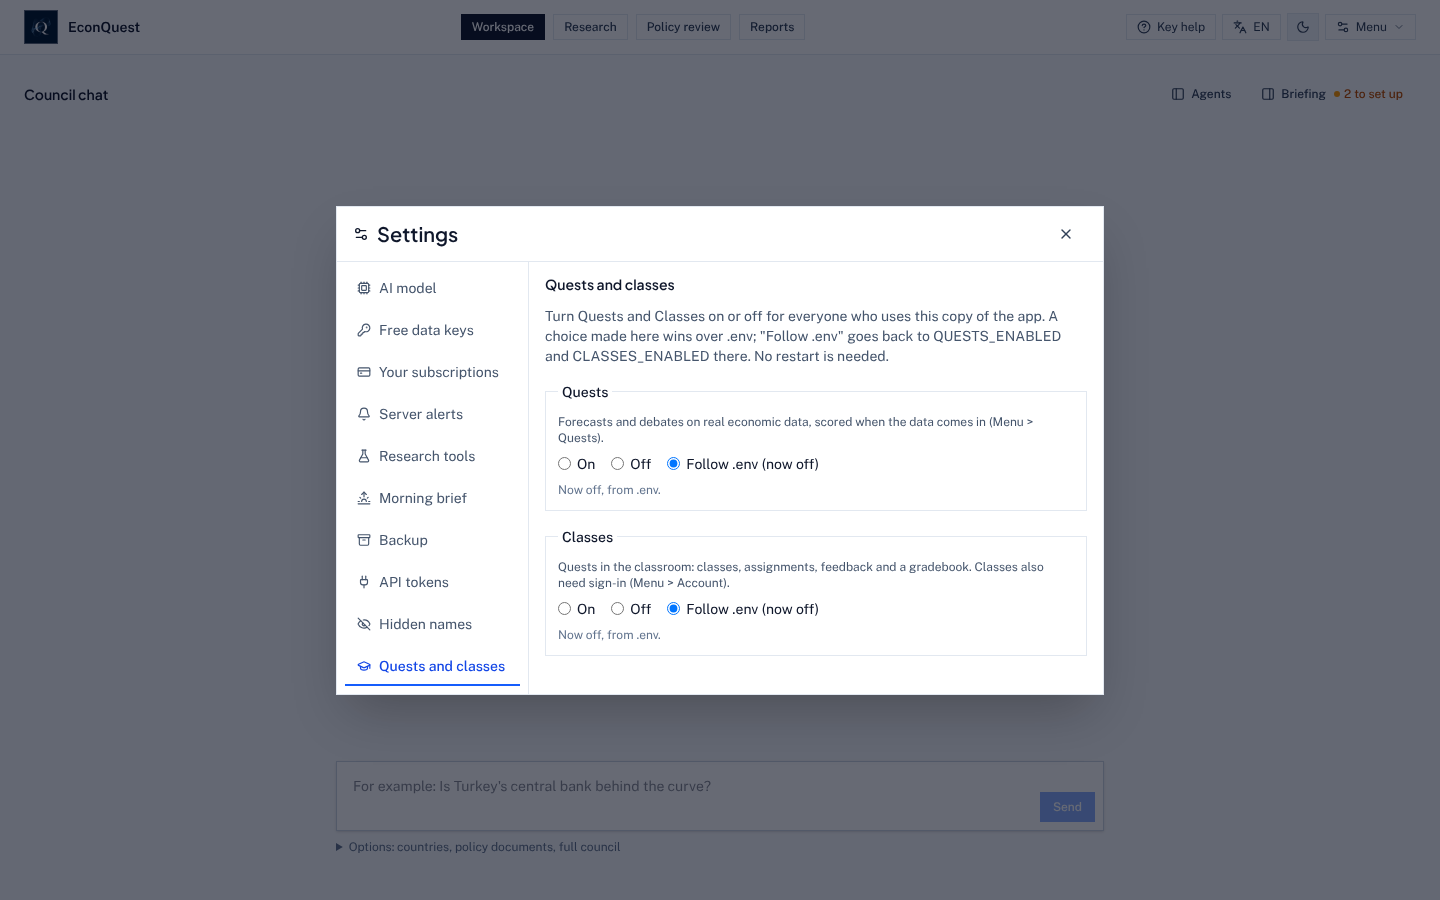 EconQuest
Workspace
Research
Policy review
Reports
Key help
EN
Menu
Council chat
Agents
Briefing
2 to set up
Settings
AI model
Free data keys
Your subscriptions
Server alerts
Research tools
Morning brief
Backup
API tokens
Hidden names
Quests and classes
Quests and classes
Turn Quests and Classes on or off for everyone who uses this copy of the app. A
choice made here wins over .env; "Follow .env" goes back to QUESTS_ENABLED
and CLASSES_ENABLED there. No restart is needed.
Quests
Forecasts and debates on real economic data, scored when the data comes in (Menu >
Quests).
On Off Follow .env (now off)
Now off, from .env.
Classes
Quests in the classroom: classes, assignments, feedback and a gradebook. Classes also
need sign-in (Menu > Account).
On Off Follow .env (now off)
Now off, from .env.
For example: Is Turkey's central bank behind the curve?
Send
Options: countries, policy documents, full council